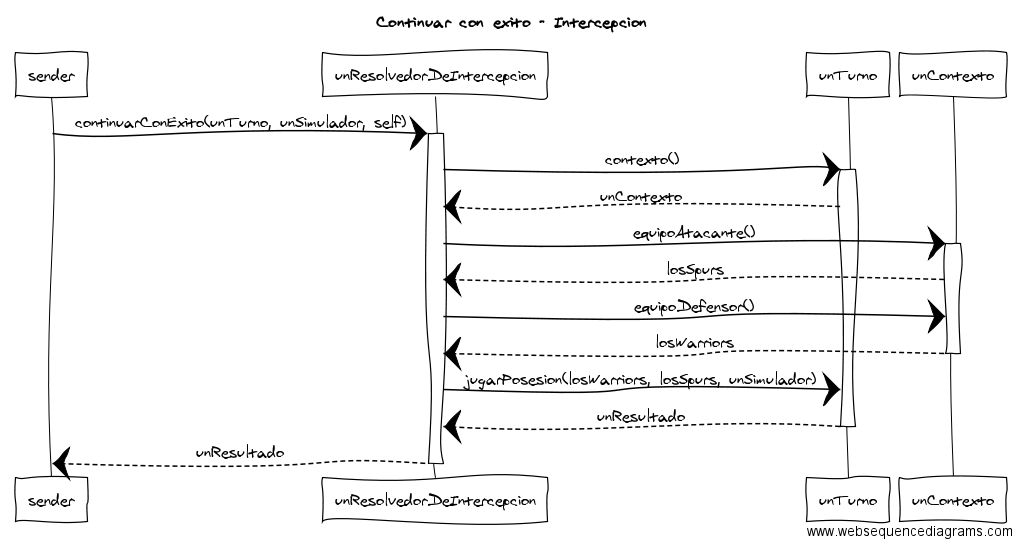 Continuar con exito - Intercepcion
sender
unResolvedorDeIntercepcion
unTurno
unContexto
continuarConExito(unTurno, unSimulador, self)
contexto()
unContexto
equipoAtacante()
losSpurs
equipoDefensor()
losWarriors
jugarPosesion(losWarriors, losSpurs, unSimulador)
unResultado
unResultado
sender
unResolvedorDeIntercepcion
unTurno
unContexto
www.websequencediagrams.com